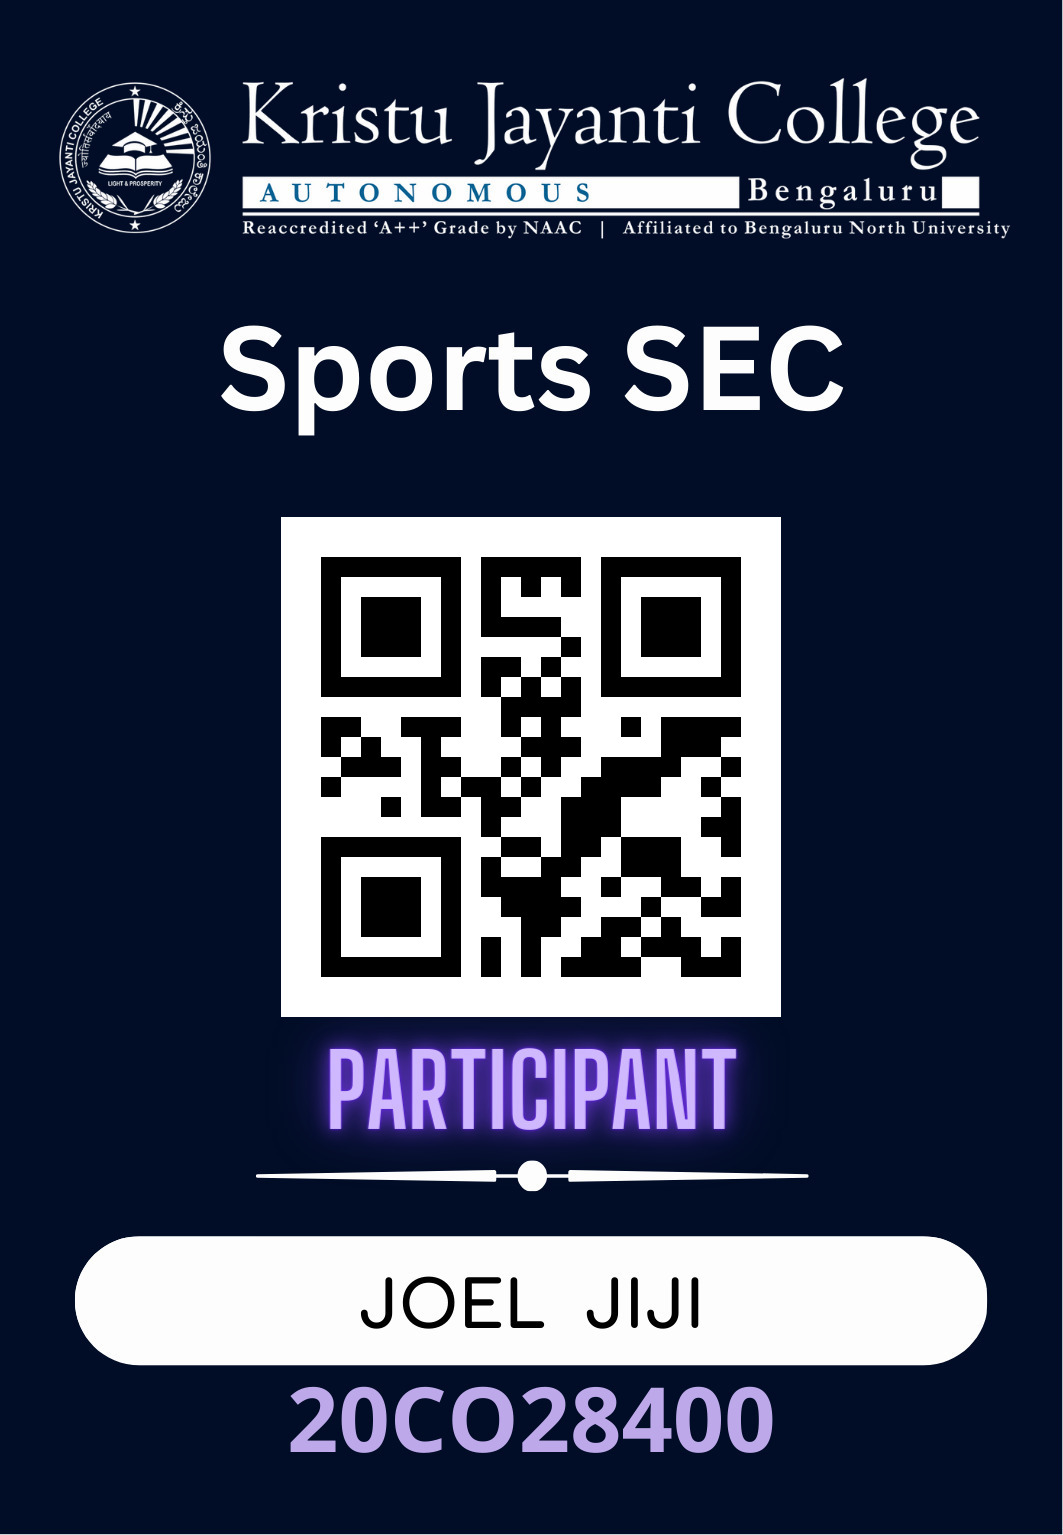 Kristu Jayanti College
AUTONOMOUS Bengaluru
Reaccredited ‘A++’ Grade by NAAC | Affiliated to Bengaluru North University
KRISTU JAYANTI COLLEGE
LIGHT & PROSPERITY
Sports SEC
PARTICIPANT
JOEL JIJI
20CO28400